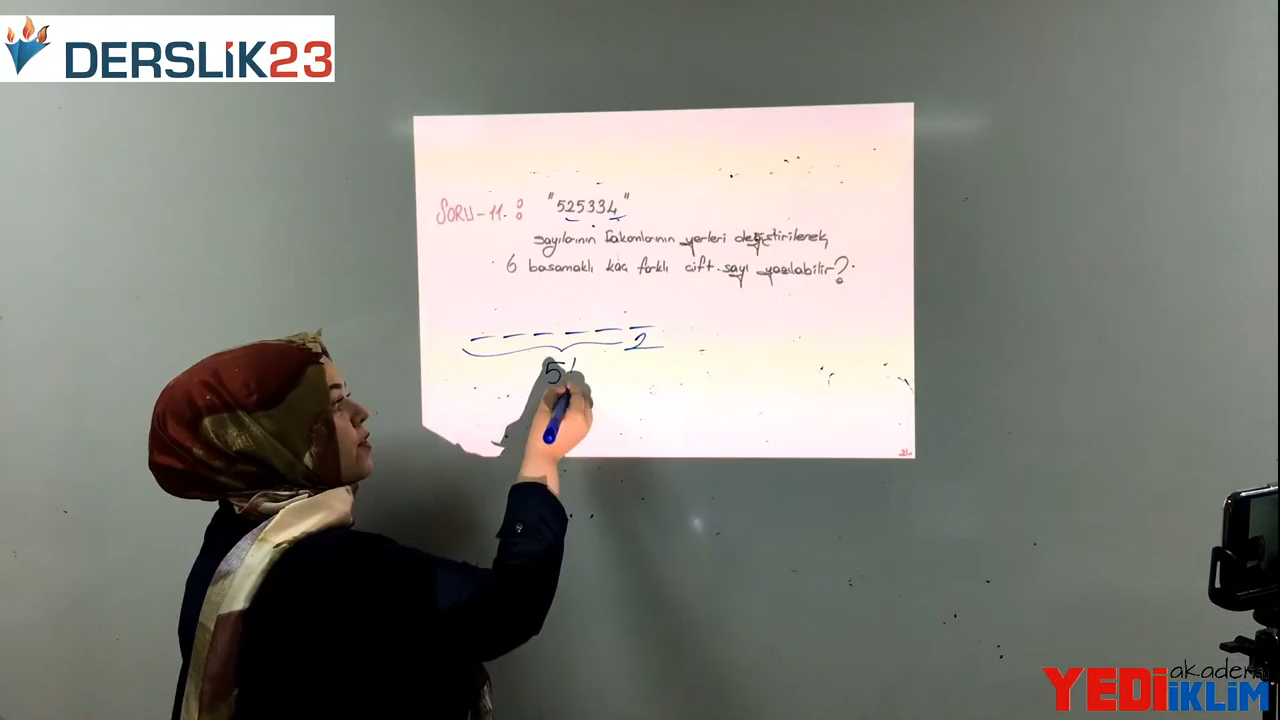 DERSLİK23
SORU-11: "525334"
sayılarının rakamlarının yerleri değiştirilerek
6 basamaklı kaç farklı çift sayı yazılabilir?
2
5!
YEDİ İKLİM akademi